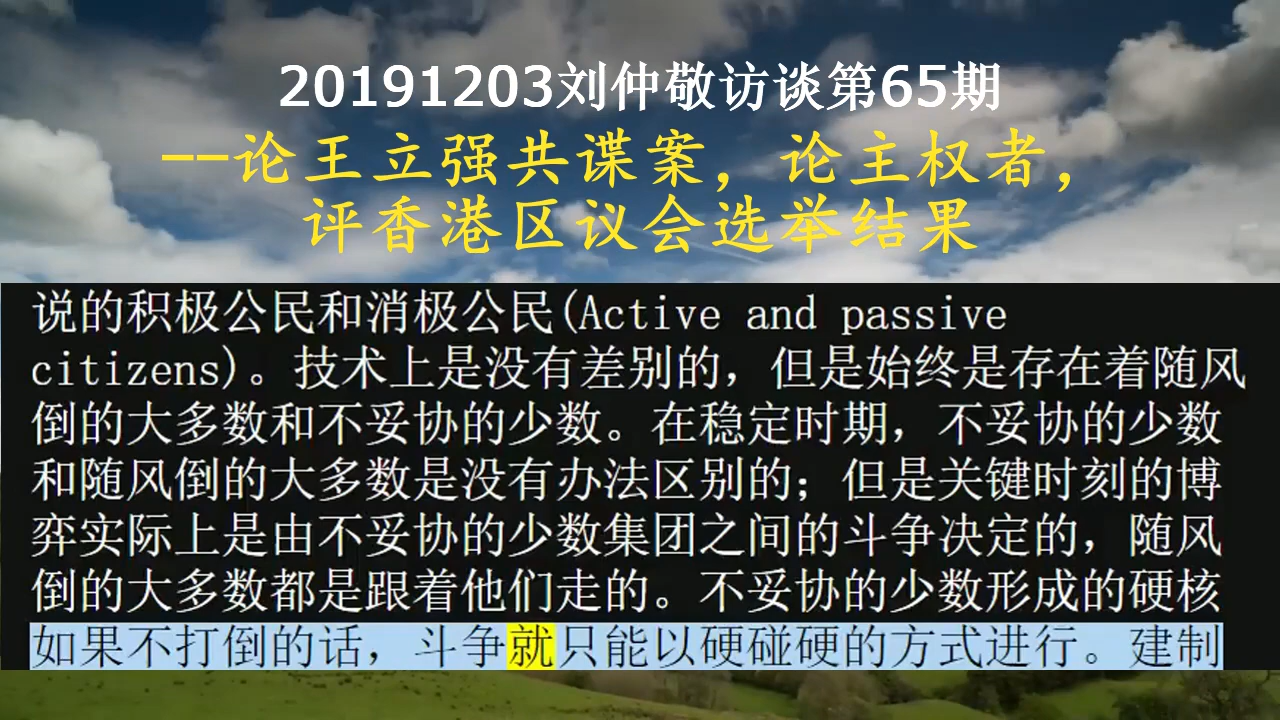 20191203刘仲敬访谈第65期
--论王立强共谍案，论主权者，
评香港区议会选举结果
说的积极公民和消极公民(Active and passive
citizens)。技术上是没有差别的，但是始终是存在着随风
倒的大多数和不妥协的少数。在稳定时期，不妥协的少数
和随风倒的大多数是没有办法区别的；但是关键时刻的博
弈实际上是由不妥协的少数集团之间的斗争决定的，随风
倒的大多数都是跟着他们走的。不妥协的少数形成的硬核
如果不打倒的话，斗争就只能以硬碰硬的方式进行。建制